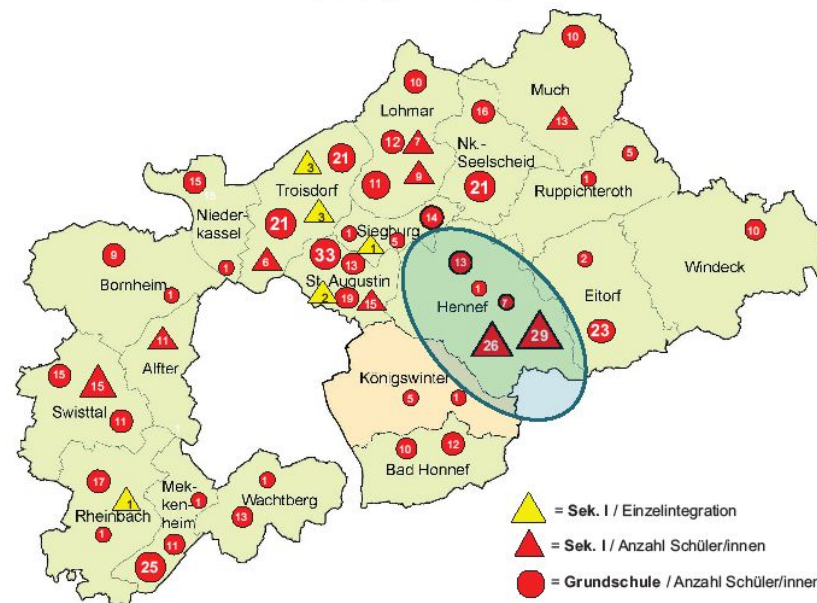 10
10
Much
Lohmar
16
13
12
7
Nk.-
Seelscheid
21
3
11
9
21
5
1
Ruppichteroth
15
Troisdorf
Nieder-
kassel
3
21
14
Siegburg
1
1
5
10
Windeck
9
Bornheim
1
6
33
13
St. Augustin
2
19
15
1
13
1
7
Hennef
26
29
2
Eitorf
23
11
Alfter
15
15
Swisttal
11
Königswinter
5
1
10
12
Bad Honnef
17
1
Rheinbach
1
Mek-
ken-
heim
1
11
25
1
Wachtberg
13
= Sek. I / Einzelintegration
= Sek. I / Anzahl Schüler/innen
= Grundschule / Anzahl Schüler/innen